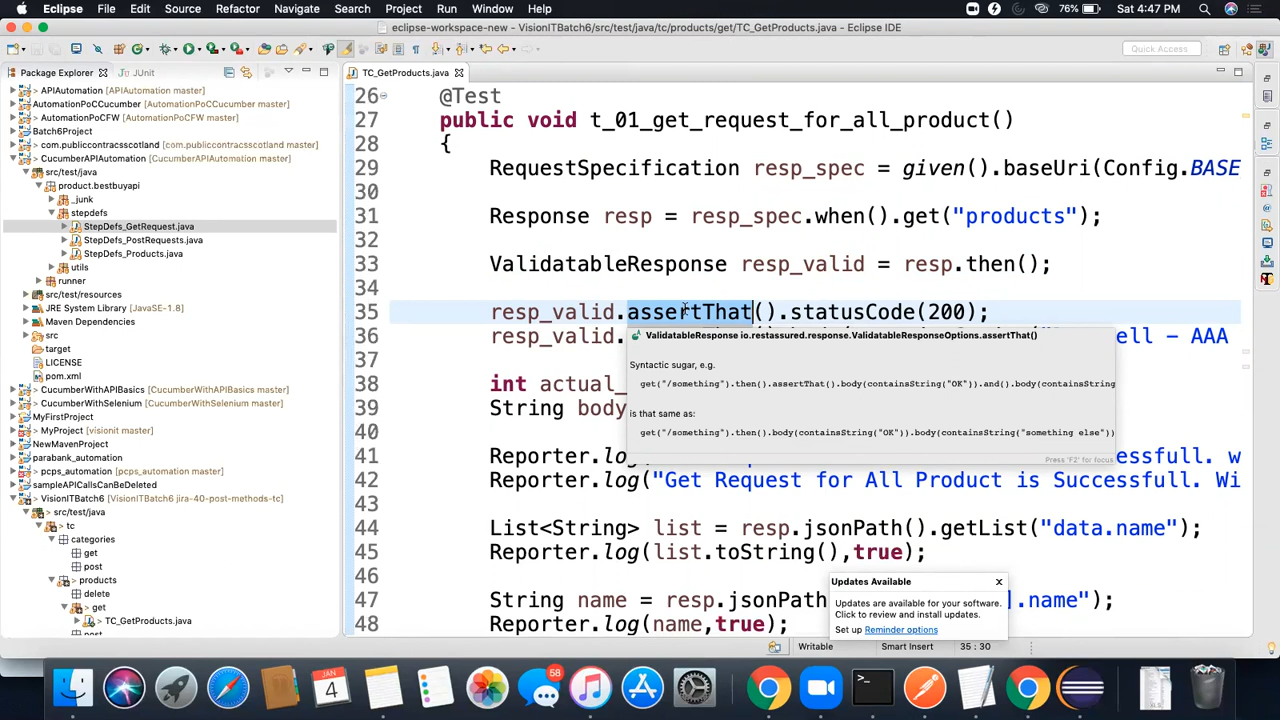 Eclipse File Edit Source Refactor Navigate Search Project Run Window Help 76% Sat 4:47 PM
eclipse-workspace-new - VisionITBatch6/src/test/java/tc/products/get/TC_GetProducts.java - Eclipse IDE
Quick Access
Package Explorer JUnit
TC_GetProducts.java
> APIAutomation [APIAutomation master]
AutomationPoCCucumber [AutomationPoCCucumber master]
> AutomationPoCFW [AutomationPoCFW master]
Batch6Project
> com.publiccontracsscotland [com.publiccontracsscotland master]
> CucumberAPIAutomation [CucumberAPIAutomation master]
src/test/java
product.bestbuyapi
_junk
stepdefs
StepDefs_GetRequest.java
StepDefs_PostRequests.java
StepDefs_Products.java
utils
runner
src/test/resources
JRE System Library [JavaSE-1.8]
Maven Dependencies
src
target
LICENSE
pom.xml
> CucumberWithAPIBasics [CucumberWithAPIBasics master]
> CucumberWithSelenium [CucumberWithSelenium master]
MyFirstProject
> MyProject [visionit master]
NewMavenProject
parabank_automation
> pcps_automation [pcps_automation master]
sampleAPICallsCanBeDeleted
> VisionITBatch6 [VisionITBatch6 jira-40-post-methods-tc]
> src/test/java
> tc
categories
get
post
> products
delete
> get
> TC_GetProducts.java
post
26 @Test
27 public void t_01_get_request_for_all_product()
28 {
29 RequestSpecification resp_spec = given().baseUri(Config.BASE
30
31 Response resp = resp_spec.when().get("products");
32
33 ValidatableResponse resp_valid = resp.then();
34
35 resp_valid.assertThat().statusCode(200);
36 resp_valid. ell - AAA
37
38 int actual_
39 String body
40
41 Reporter.log( essfull. w
42 Reporter.log("Get Request for All Product is Successfull. Wi
43
44 List<String> list = resp.jsonPath().getList("data.name");
45 Reporter.log(list.toString(),true);
46
47 String name = resp.jsonPath ].name");
48 Reporter.log(name,true);
ValidatableResponse io.restassured.response.ValidatableResponseOptions.assertThat()
Syntactic sugar, e.g.
get("/something").then().assertThat().body(containsString("OK")).and().body(containsString
is that same as:
get("/something").then().body(containsString("OK")).body(containsString("something else"))
Press 'F2' for focus
Updates Available
Updates are available for your software.
Click to review and install updates.
Set up Reminder options
Writable Smart Insert 35 : 30
JAN
4
58